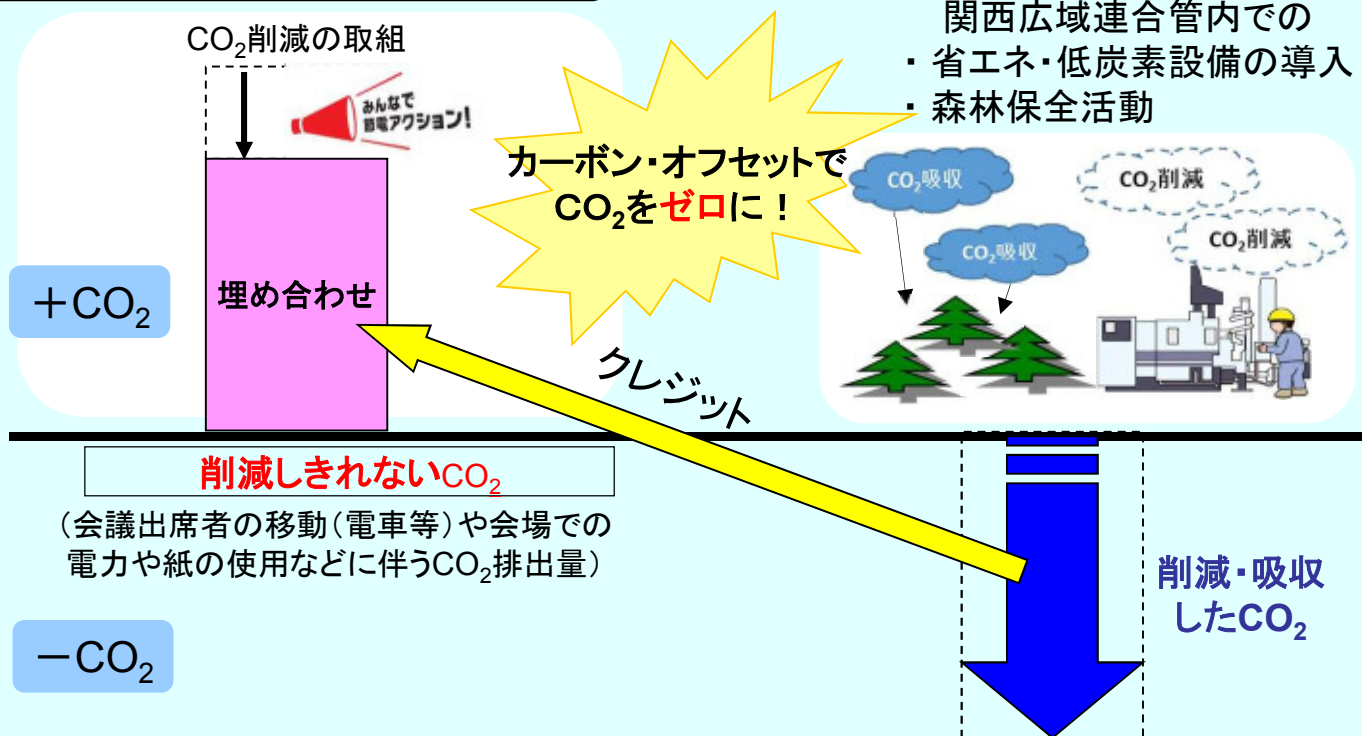 CO₂削減の取組
みんなで
節電アクション!
カーボン・オフセットで
CO₂をゼロに!
関西広域連合管内での
・省エネ・低炭素設備の導入
・森林保全活動
CO₂吸収
CO₂吸収
CO₂削減
CO₂削減
+CO₂
埋め合わせ
クレジット
削減しきれないCO₂
(会議出席者の移動(電車等)や会場での
電力や紙の使用などに伴うCO₂排出量)
削減・吸収
したCO₂
-CO₂